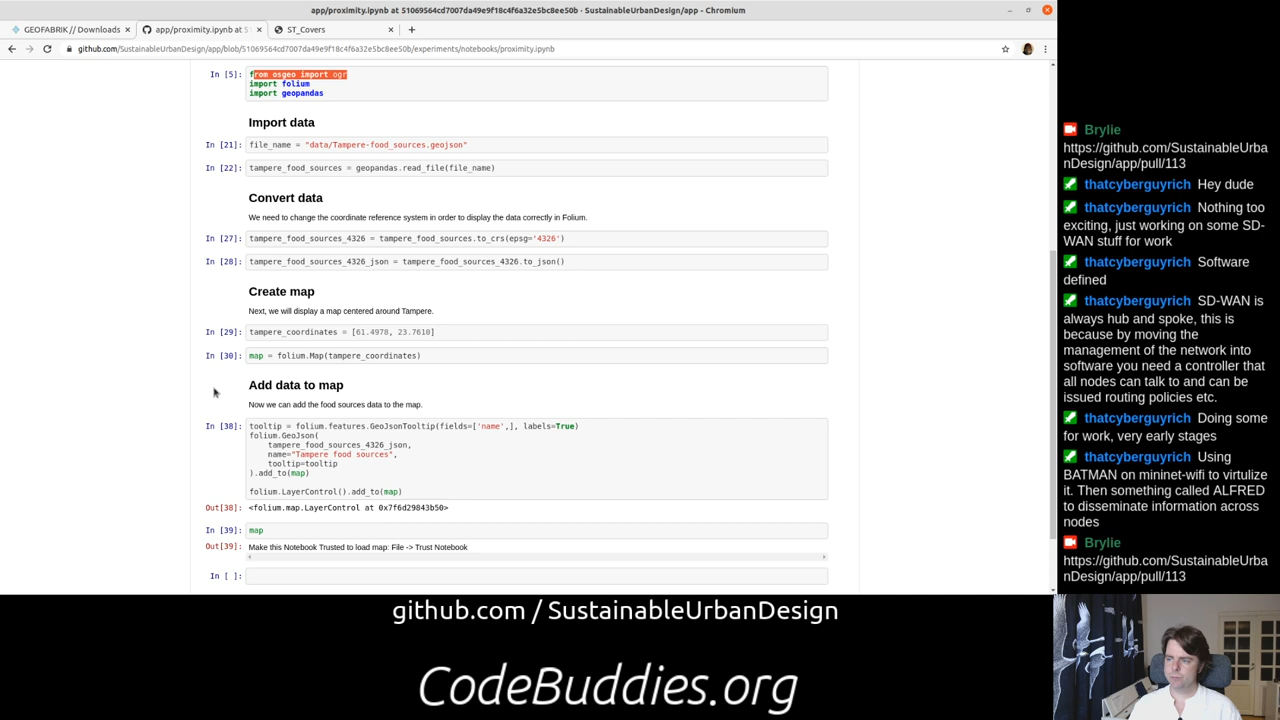 app/proximity.ipynb at 51069564cd7007da49e9f18c4f6a32e5bc8ee50b · SustainableUrbanDesign/app - Chromium
GEOFABRIK // Downloads
app/proximity.ipynb at 5
ST_Covers
github.com/SustainableUrbanDesign/app/blob/51069564cd7007da49e9f18c4f6a32e5bc8ee50b/experiments/notebooks/proximity.ipynb
In [5]: from osgeo import ogr
import folium
import geopandas
Import data
In [21]: file_name = "data/Tampere-food_sources.geojson"
In [22]: tampere_food_sources = geopandas.read_file(file_name)
Convert data
We need to change the coordinate reference system in order to display the data correctly in Folium.
In [27]: tampere_food_sources_4326 = tampere_food_sources.to_crs(epsg='4326')
In [28]: tampere_food_sources_4326_json = tampere_food_sources_4326.to_json()
Create map
Next, we will display a map centered around Tampere.
In [29]: tampere_coordinates = [61.4978, 23.7610]
In [30]: map = folium.Map(tampere_coordinates)
Add data to map
Now we can add the food sources data to the map.
In [38]: tooltip = folium.features.GeoJsonTooltip(fields=['name',], labels=True)
folium.GeoJson(
tampere_food_sources_4326_json,
name="Tampere food sources",
tooltip=tooltip
).add_to(map)
folium.LayerControl().add_to(map)
Out[38]: <folium.map.LayerControl at 0x7f6d29843b50>
In [39]: map
Out[39]: Make this Notebook Trusted to load map: File -> Trust Notebook
In [ ]:
Brylie
https://github.com/SustainableUrba
nDesign/app/pull/113
thatcyberguyrich Hey dude
thatcyberguyrich Nothing too
exciting, just working on some SD-
WAN stuff for work
thatcyberguyrich Software
defined
thatcyberguyrich SD-WAN is
always hub and spoke, this is
because by moving the
management of the network into
software you need a controller that
all nodes can talk to and can be
issued routing policies etc.
thatcyberguyrich Doing some
for work, very early stages
thatcyberguyrich Using
BATMAN on mininet-wifi to virtulize
it. Then something called ALFRED
to disseminate information across
nodes
Brylie
https://github.com/SustainableUrba
nDesign/app/pull/113
github.com / SustainableUrbanDesign
CodeBuddies.org